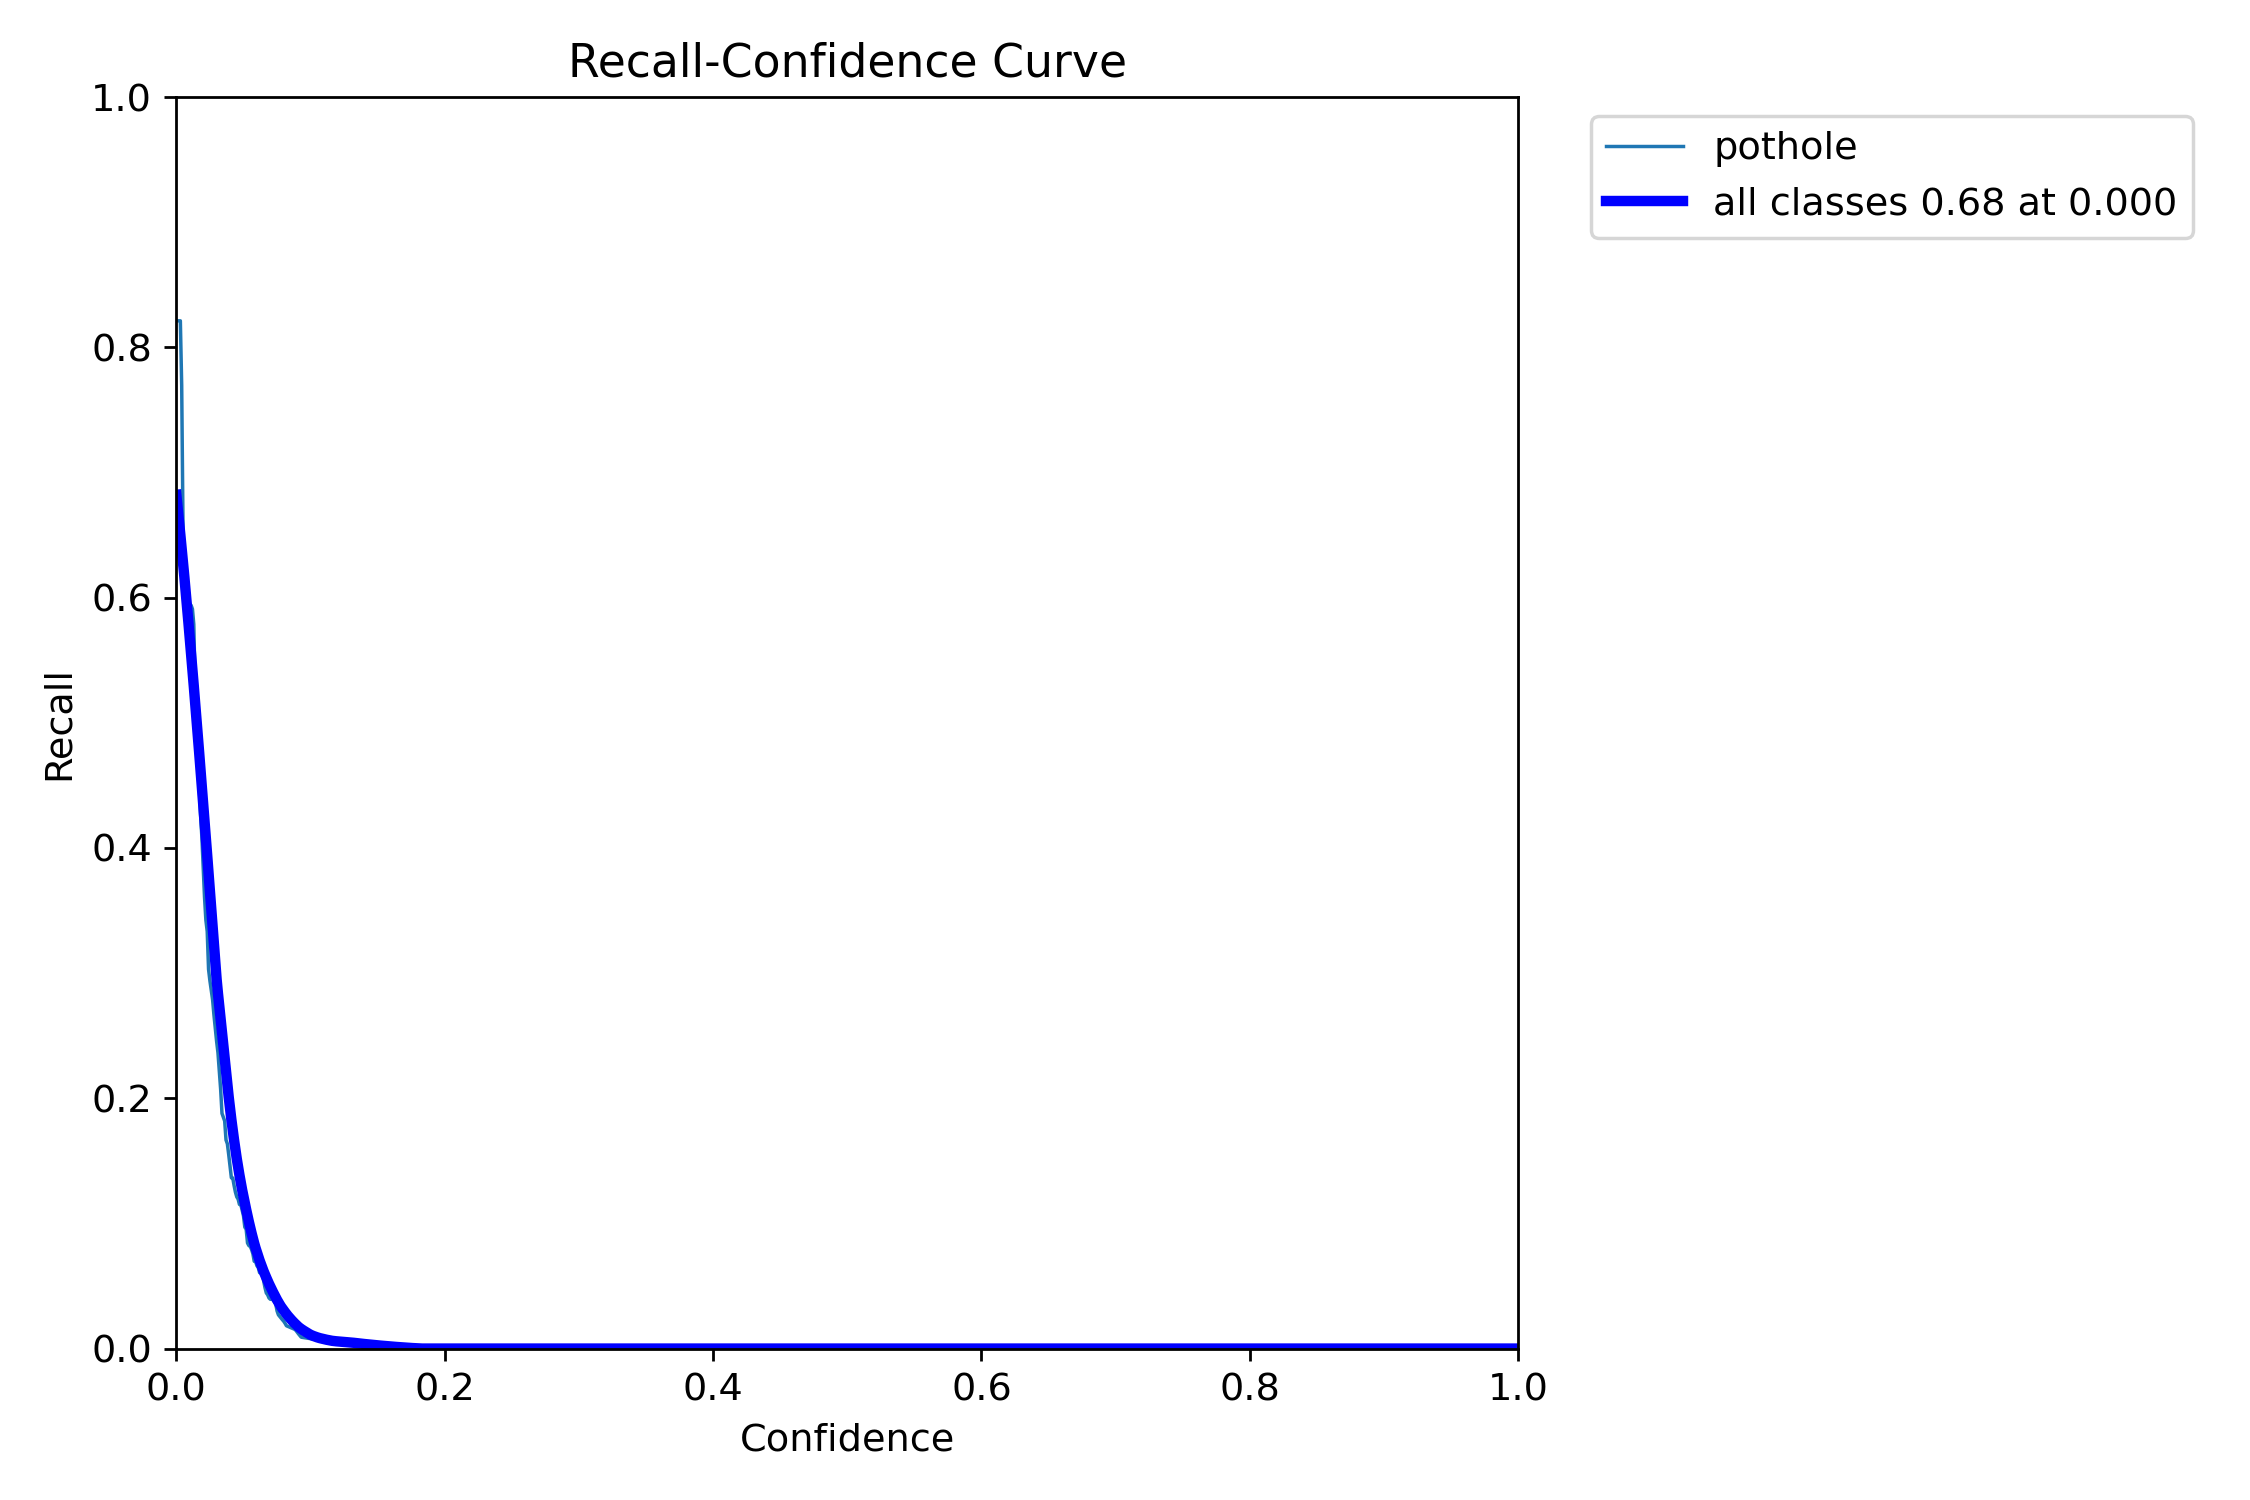 Recall-Confidence Curve
1.0
0.8
0.6
0.4
0.2
0.0
Recall
0.0 0.2 0.4 0.6 0.8 1.0
Confidence
pothole
all classes 0.68 at 0.000